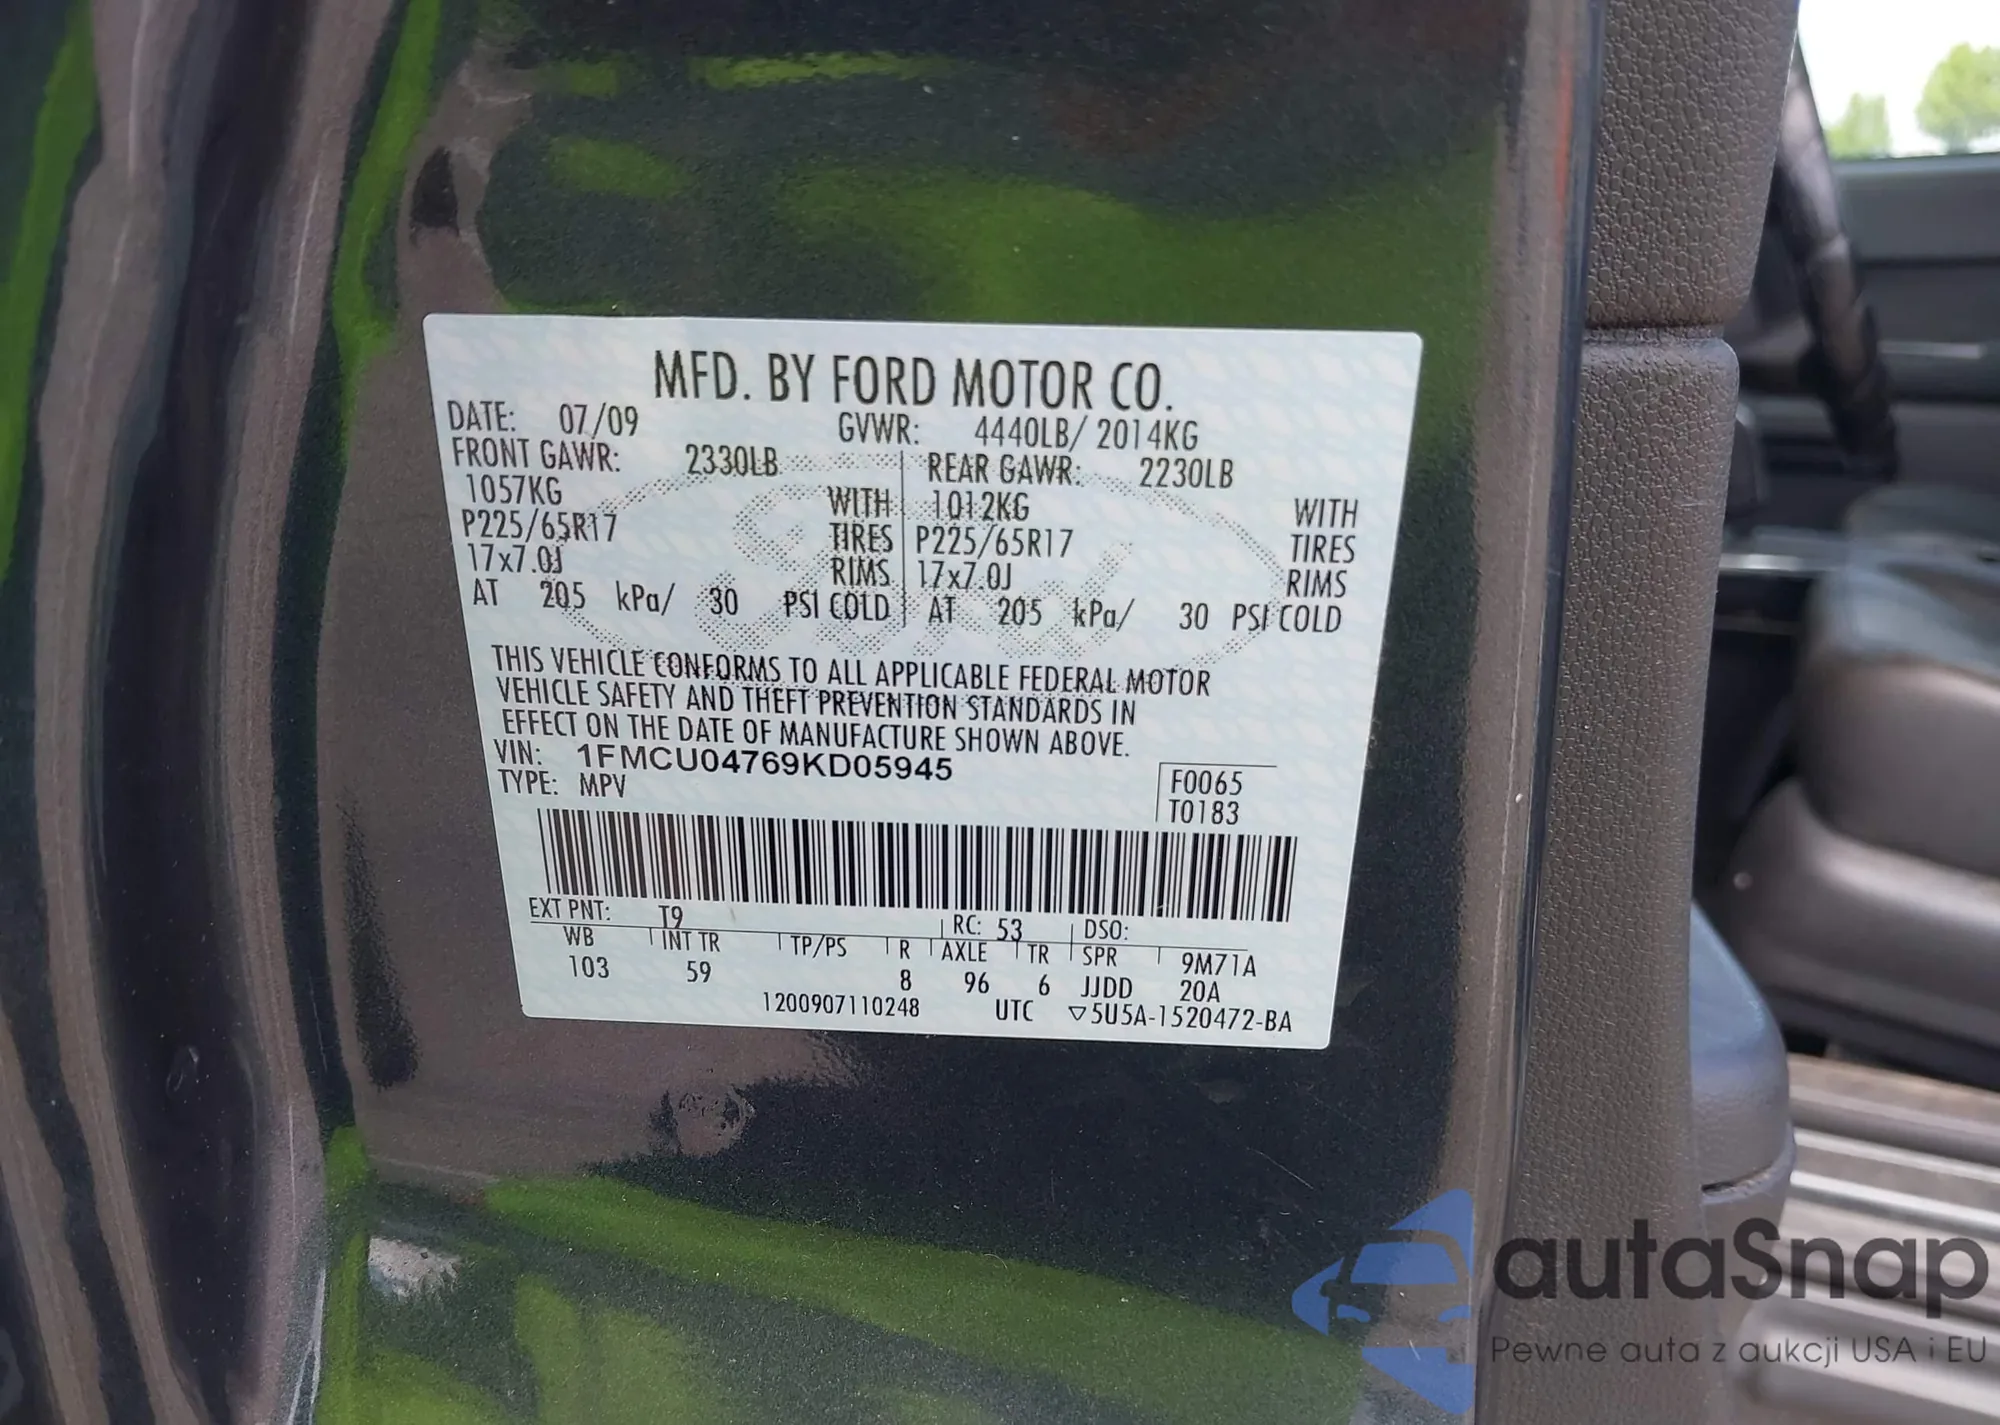 MFD. BY FORD MOTOR CO.
DATE: 07/09 GVWR: 4440LB/ 2014KG
FRONT GAWR: 2330LB REAR GAWR: 2230LB
1057KG WITH 1012KG WITH
P225/65R17 TIRES P225/65R17 TIRES
17x7.0J RIMS 17x7.0J RIMS
AT 205 kPa/ 30 PSI COLD AT 205 kPa/ 30 PSI COLD
THIS VEHICLE CONFORMS TO ALL APPLICABLE FEDERAL MOTOR
VEHICLE SAFETY AND THEFT PREVENTION STANDARDS IN
EFFECT ON THE DATE OF MANUFACTURE SHOWN ABOVE.
VIN: 1FMCU04769KD05945
TYPE: MPV
F0065
T0183
EXT PNT: T9 RC: 53 DSO:
WB INT TR TP/PS R AXLE TR SPR 9M71A
103 59 8 96 6 JJDD 20A
1200907110248 UTC ▽5U5A-1520472-BA
autaSnap
Pewne auta z aukcji USA i EU